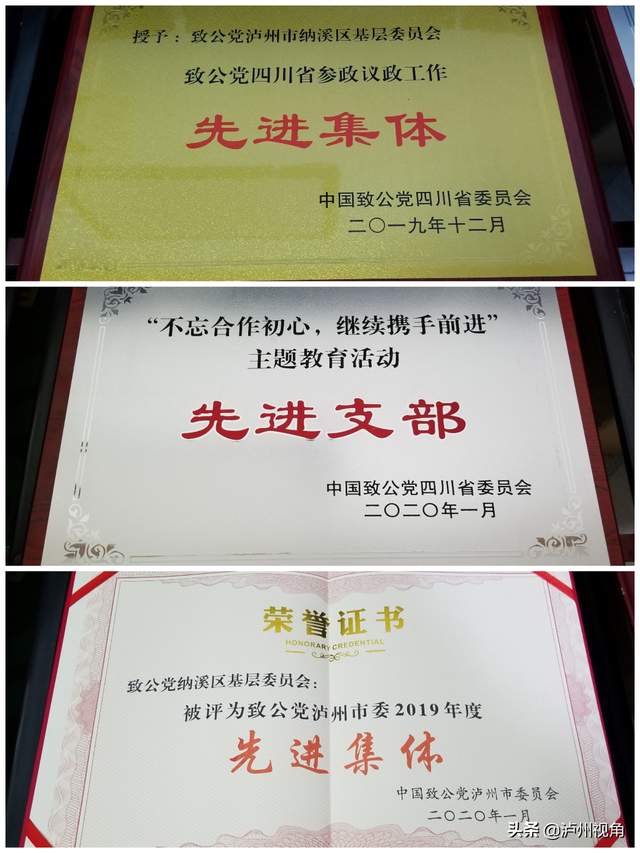 授予：致公党泸州市纳溪区基层委员会
致公党四川省参政议政工作
先进集体
中国致公党四川省委员会
二〇一九年十二月
“不忘合作初心，继续携手前进”
主题教育活动
先进支部
中国致公党四川省委员会
二〇二〇年一月
荣誉证书
HONORARY CREDENTIAL
致公党纳溪区基层委员会：
被评为致公党泸州市委2019年度
先进集体
中国致公党泸州市委员会
二〇二〇年一月
头条 @泸州视角